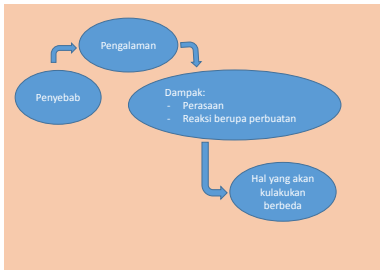 Pengalaman
Penyebab
Dampak:
- Perasaan
- Reaksi berupa perbuatan
Hal yang akan
kulakukan
berbeda